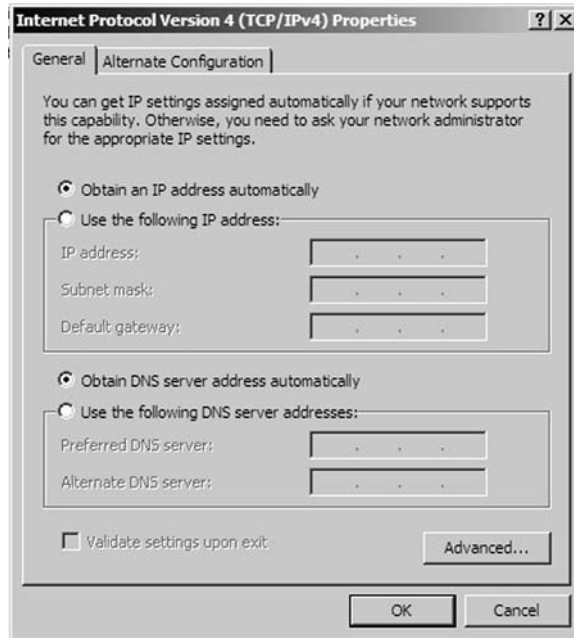 Internet Protocol Version 4 (TCP/IPv4) Properties
General
Alternate Configuration
You can get IP settings assigned automatically if your network supports
this capability. Otherwise, you need to ask your network administrator
for the appropriate IP settings.
Obtain an IP address automatically
Use the following IP address:
IP address:
Subnet mask:
Default gateway:
Obtain DNS server address automatically
Use the following DNS server addresses:
Preferred DNS server:
Alternate DNS server:
Validate settings upon exit
Advanced...
OK
Cancel